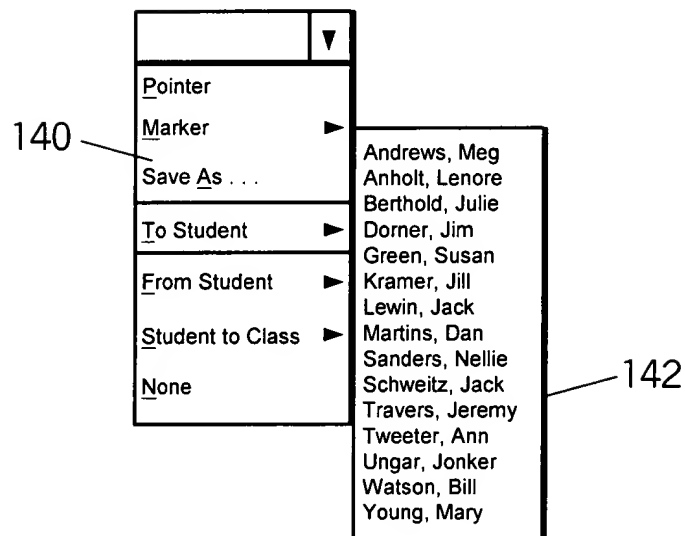 ▼
Pointer
Marker ►
Save As . . .
To Student ►
From Student ►
Student to Class ►
None
140
Andrews, Meg
Anholt, Lenore
Berthold, Julie
Dorner, Jim
Green, Susan
Kramer, Jill
Lewin, Jack
Martins, Dan
Sanders, Nellie
Schweitz, Jack
Travers, Jeremy
Tweeter, Ann
Ungar, Jonker
Watson, Bill
Young, Mary
142